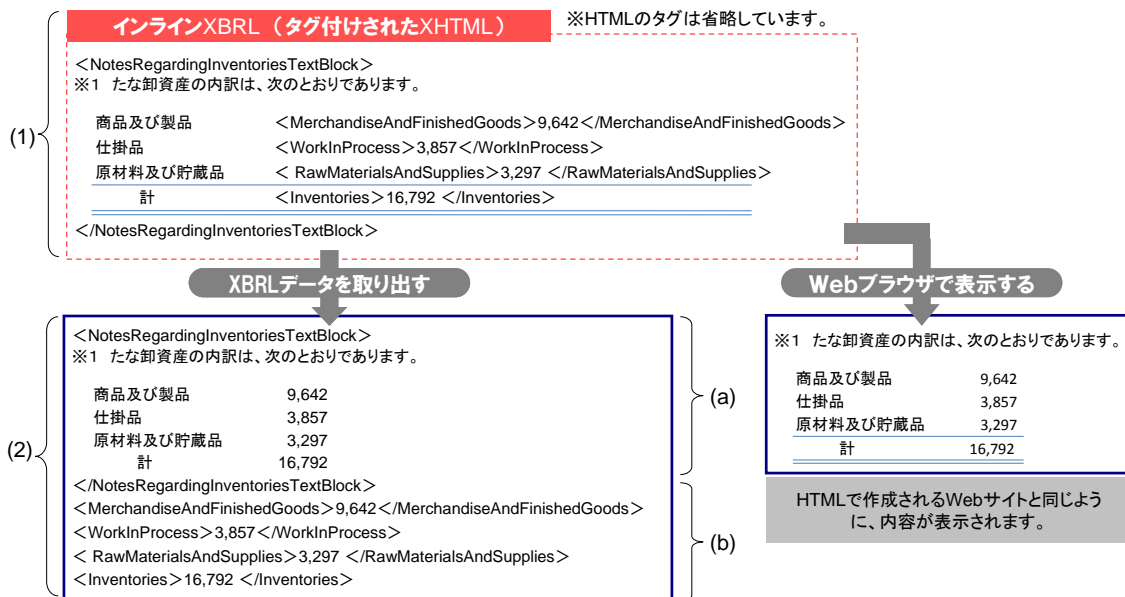 インラインXBRL（タグ付けされたXHTML）
※HTMLのタグは省略しています。
(1)
＜NotesRegardingInventoriesTextBlock＞
※1　たな卸資産の内訳は、次のとおりであります。
商品及び製品　＜MerchandiseAndFinishedGoods＞9,642＜/MerchandiseAndFinishedGoods＞
仕掛品　＜WorkInProcess＞3,857＜/WorkInProcess＞
原材料及び貯蔵品　＜ RawMaterialsAndSupplies＞3,297 ＜/RawMaterialsAndSupplies＞
計　＜Inventories＞16,792 ＜/Inventories＞
＜/NotesRegardingInventoriesTextBlock＞
XBRLデータを取り出す
Webブラウザで表示する
(2)
＜NotesRegardingInventoriesTextBlock＞
※1　たな卸資産の内訳は、次のとおりであります。
商品及び製品　9,642
仕掛品　3,857
原材料及び貯蔵品　3,297
計　16,792
＜/NotesRegardingInventoriesTextBlock＞
(a)
＜MerchandiseAndFinishedGoods＞9,642＜/MerchandiseAndFinishedGoods＞
＜WorkInProcess＞3,857＜/WorkInProcess＞
＜ RawMaterialsAndSupplies＞3,297 ＜/RawMaterialsAndSupplies＞
＜Inventories＞16,792 ＜/Inventories＞
(b)
※1　たな卸資産の内訳は、次のとおりであります。
商品及び製品　9,642
仕掛品　3,857
原材料及び貯蔵品　3,297
計　16,792
HTMLで作成されるWebサイトと同じよう
に、内容が表示されます。